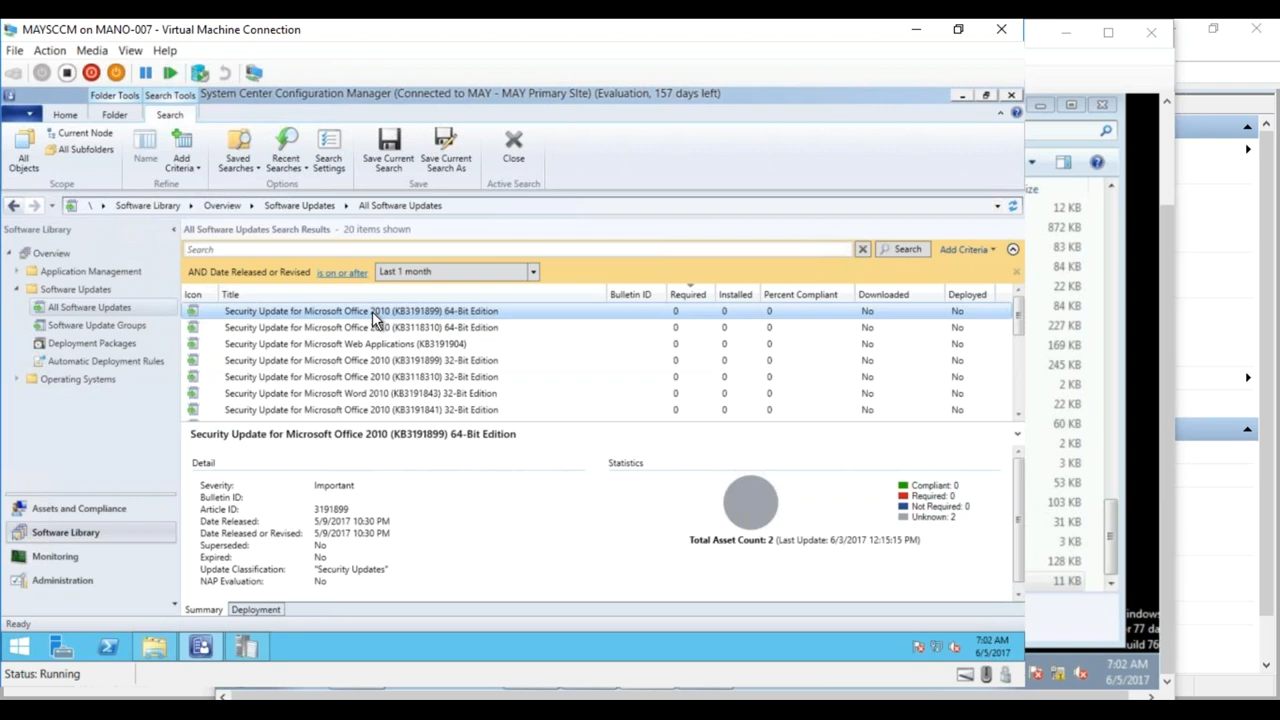 MAYSCCM on MANO-007 - Virtual Machine Connection
File Action Media View Help
Folder Tools Search Tools System Center Configuration Manager (Connected to MAY - MAY Primary SIte) (Evaluation, 157 days left)
Home Folder Search
All Objects
Current Node
All Subfolders
Scope
Name
Add Criteria
Refine
Saved Searches
Recent Searches
Search Settings
Options
Save Current Search
Save Current Search As
Save
Close
Active Search
\ Software Library Overview Software Updates All Software Updates
Software Library
Overview
Application Management
Software Updates
All Software Updates
Software Update Groups
Deployment Packages
Automatic Deployment Rules
Operating Systems
Assets and Compliance
Software Library
Monitoring
Administration
All Software Updates Search Results - 20 items shown
Search Search Add Criteria
AND Date Released or Revised is on or after Last 1 month
Icon Title Bulletin ID Required Installed Percent Compliant Downloaded Deployed
Security Update for Microsoft Office 2010 (KB3191899) 64-Bit Edition 0 0 0 No No
Security Update for Microsoft Office 2010 (KB3118310) 64-Bit Edition 0 0 0 No No
Security Update for Microsoft Web Applications (KB3191904) 0 0 0 No No
Security Update for Microsoft Office 2010 (KB3191899) 32-Bit Edition 0 0 0 No No
Security Update for Microsoft Office 2010 (KB3118310) 32-Bit Edition 0 0 0 No No
Security Update for Microsoft Word 2010 (KB3191843) 32-Bit Edition 0 0 0 No No
Security Update for Microsoft Office 2010 (KB3191841) 32-Bit Edition 0 0 0 No No
Security Update for Microsoft Office 2010 (KB3191899) 64-Bit Edition
Detail
Severity: Important
Bulletin ID:
Article ID: 3191899
Date Released: 5/9/2017 10:30 PM
Date Released or Revised: 5/9/2017 10:30 PM
Superseded: No
Expired: No
Update Classification: "Security Updates"
NAP Evaluation: No
Statistics
Compliant: 0
Required: 0
Not Required: 0
Unknown: 2
Total Asset Count: 2 (Last Update: 6/3/2017 12:15:15 PM)
Summary Deployment
Ready
7:02 AM
6/5/2017
Status: Running
ize
12 KB
872 KB
83 KB
84 KB
22 KB
84 KB
227 KB
169 KB
245 KB
2 KB
22 KB
60 KB
2 KB
3 KB
53 KB
103 KB
31 KB
3 KB
128 KB
11 KB
indows
r 77 da
uild 76
7:02 AM
6/5/2017